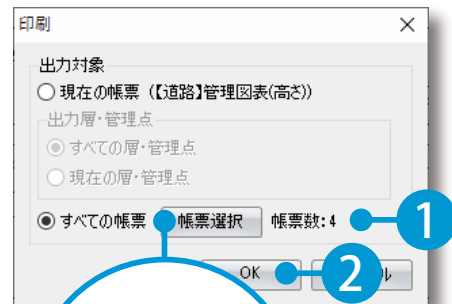 印刷
出力対象
現在の帳票（【道路】管理図表(高さ))
出力層・管理点
すべての層・管理点
現在の層・管理点
すべての帳票 帳票選択 帳票数:4 1
OK 2 ル